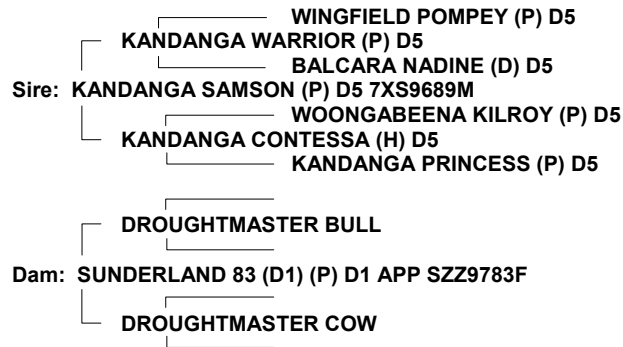 WINGFIELD POMPEY (P) D5
KANDANGA WARRIOR (P) D5
BALCARA NADINE (D) D5
Sire: KANDANGA SAMSON (P) D5 7XS9689M
WOONGABEENA KILROY (P) D5
KANDANGA CONTESSA (H) D5
KANDANGA PRINCESS (P) D5
DROUGHTMASTER BULL
Dam: SUNDERLAND 83 (D1) (P) D1 APP SZZ9783F
DROUGHTMASTER COW